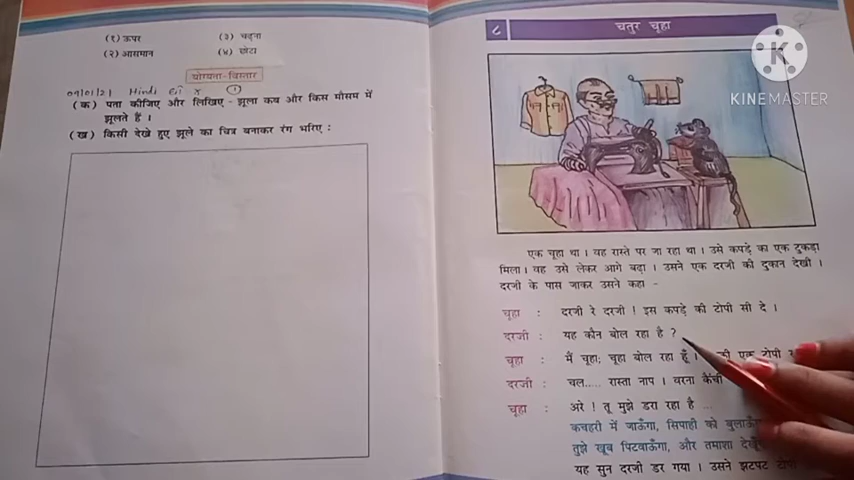 (१) ऊपर (३) चढ़ना
(२) आसमान (४) छोटा
योग्यता-विस्तार
07/01/21 Hindi
(क) पता कीजिए और लिखिए - झूला कब और किस मौसम में
झूलते हैं ।
(ख) किसी देखे हुए झूले का चित्र बनाकर रंग भरिए :
८ चतुर चूहा
KINEMASTER
एक चूहा था । वह रास्ते पर जा रहा था । उसे कपड़े का एक टुकड़ा
मिला । वह उसे लेकर आगे बढ़ा । उसने एक दरजी की दुकान देखी ।
दरजी के पास जाकर उसने कहा -
चूहा : दरजी रे दरजी ! इस कपड़े की टोपी सी दे ।
दरजी : यह कौन बोल रहा है ?
चूहा : मैं चूहा; चूहा बोल रहा हूँ । की एक टोपी
दरजी : चल..... रास्ता नाप । वरना कैंची
चूहा : अरे ! तू मुझे डरा रहा है
कचहरी में जाऊँगा, सिपाही को बुलाऊँगा
तुझे खूब पिटवाऊँगा, और तमाशा
यह सुन दरजी डर गया । उसने झटपट